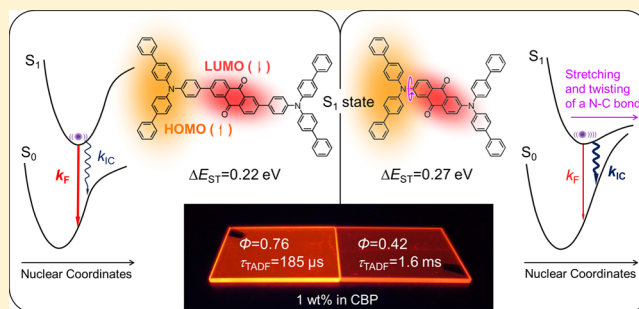 S1
S0
kF
kIC
Nuclear Coordinates
LUMO (⇂)
HOMO (↿)
N
O
O
N
ΔEST=0.22 eV
S1 state
N
O
O
N
ΔEST=0.27 eV
Φ=0.76
τTADF=185 μs
Φ=0.42
τTADF=1.6 ms
1 wt% in CBP
S1
Stretching
and twisting
of a N-C bond
S0
kF
kIC
Nuclear Coordinates